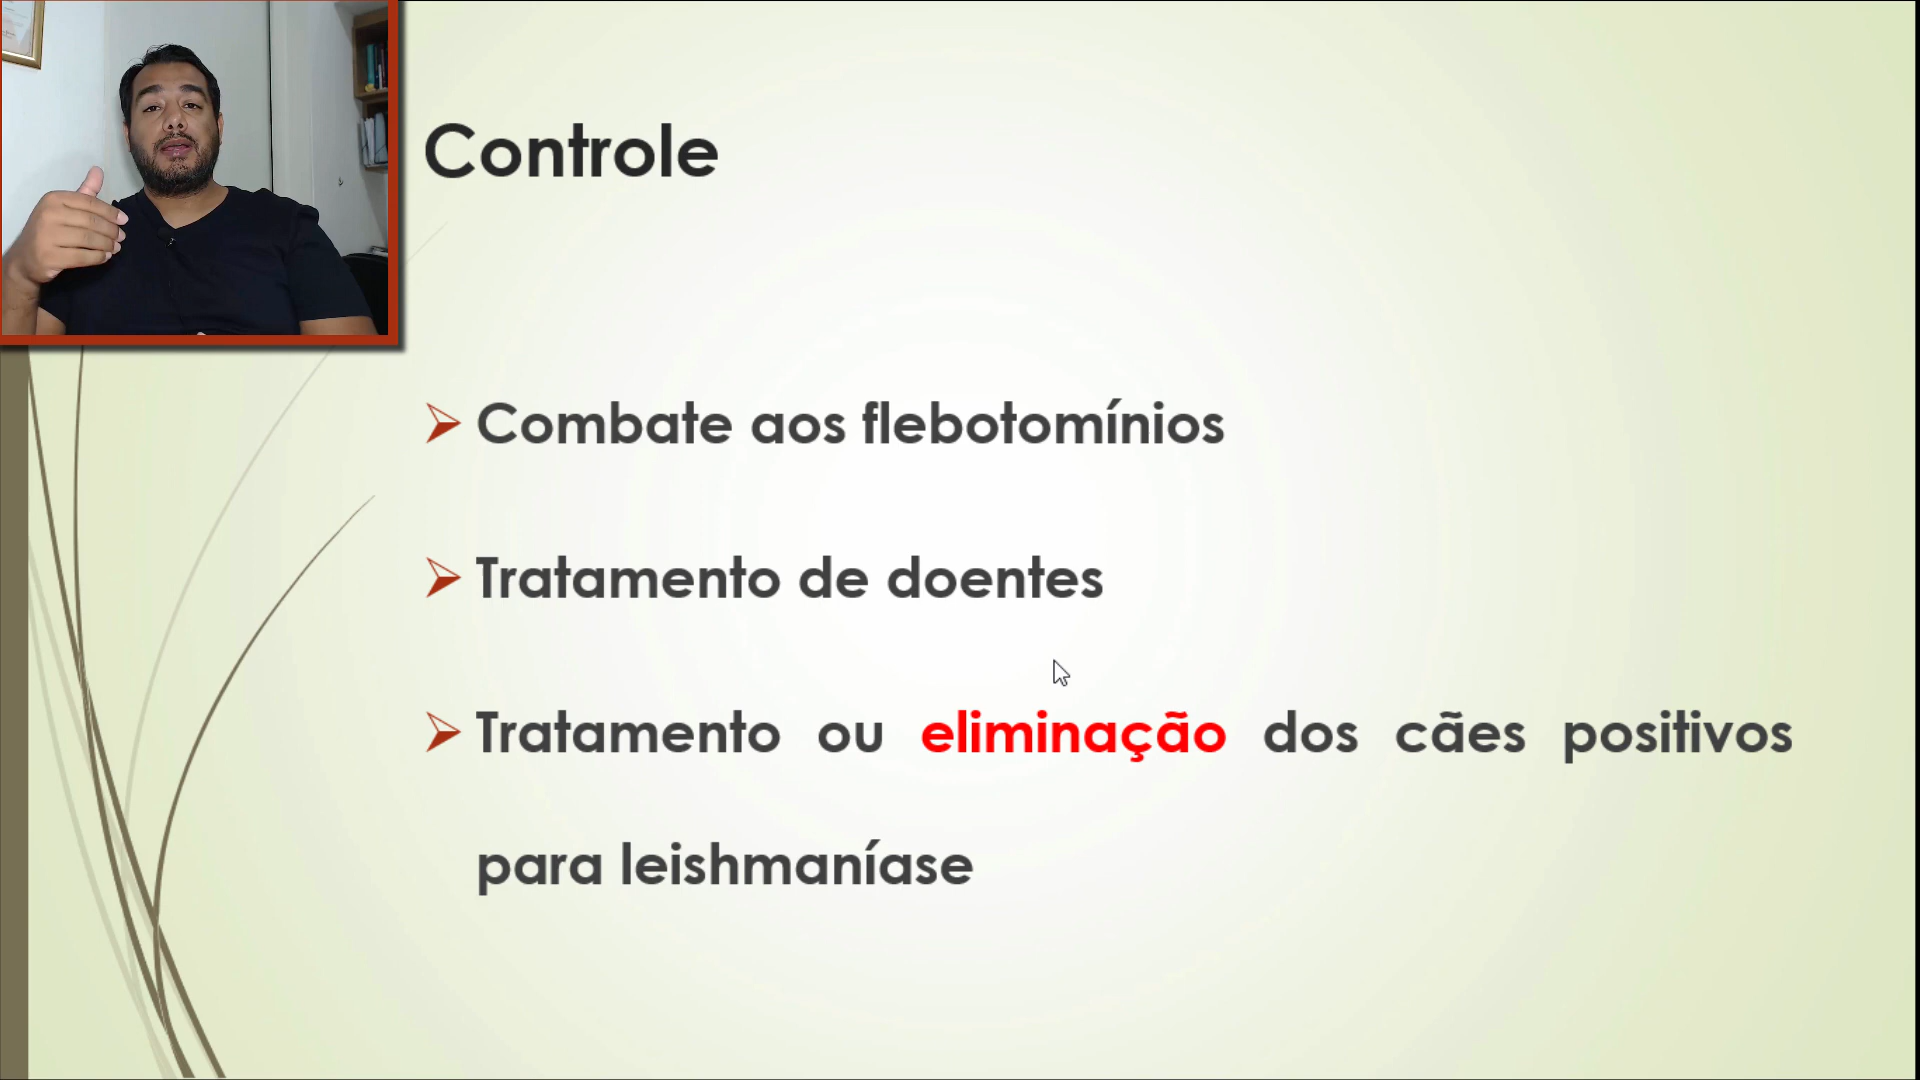 Controle
Combate aos flebotomínios
Tratamento de doentes
Tratamento ou eliminação dos cães positivos
para leishmaníase